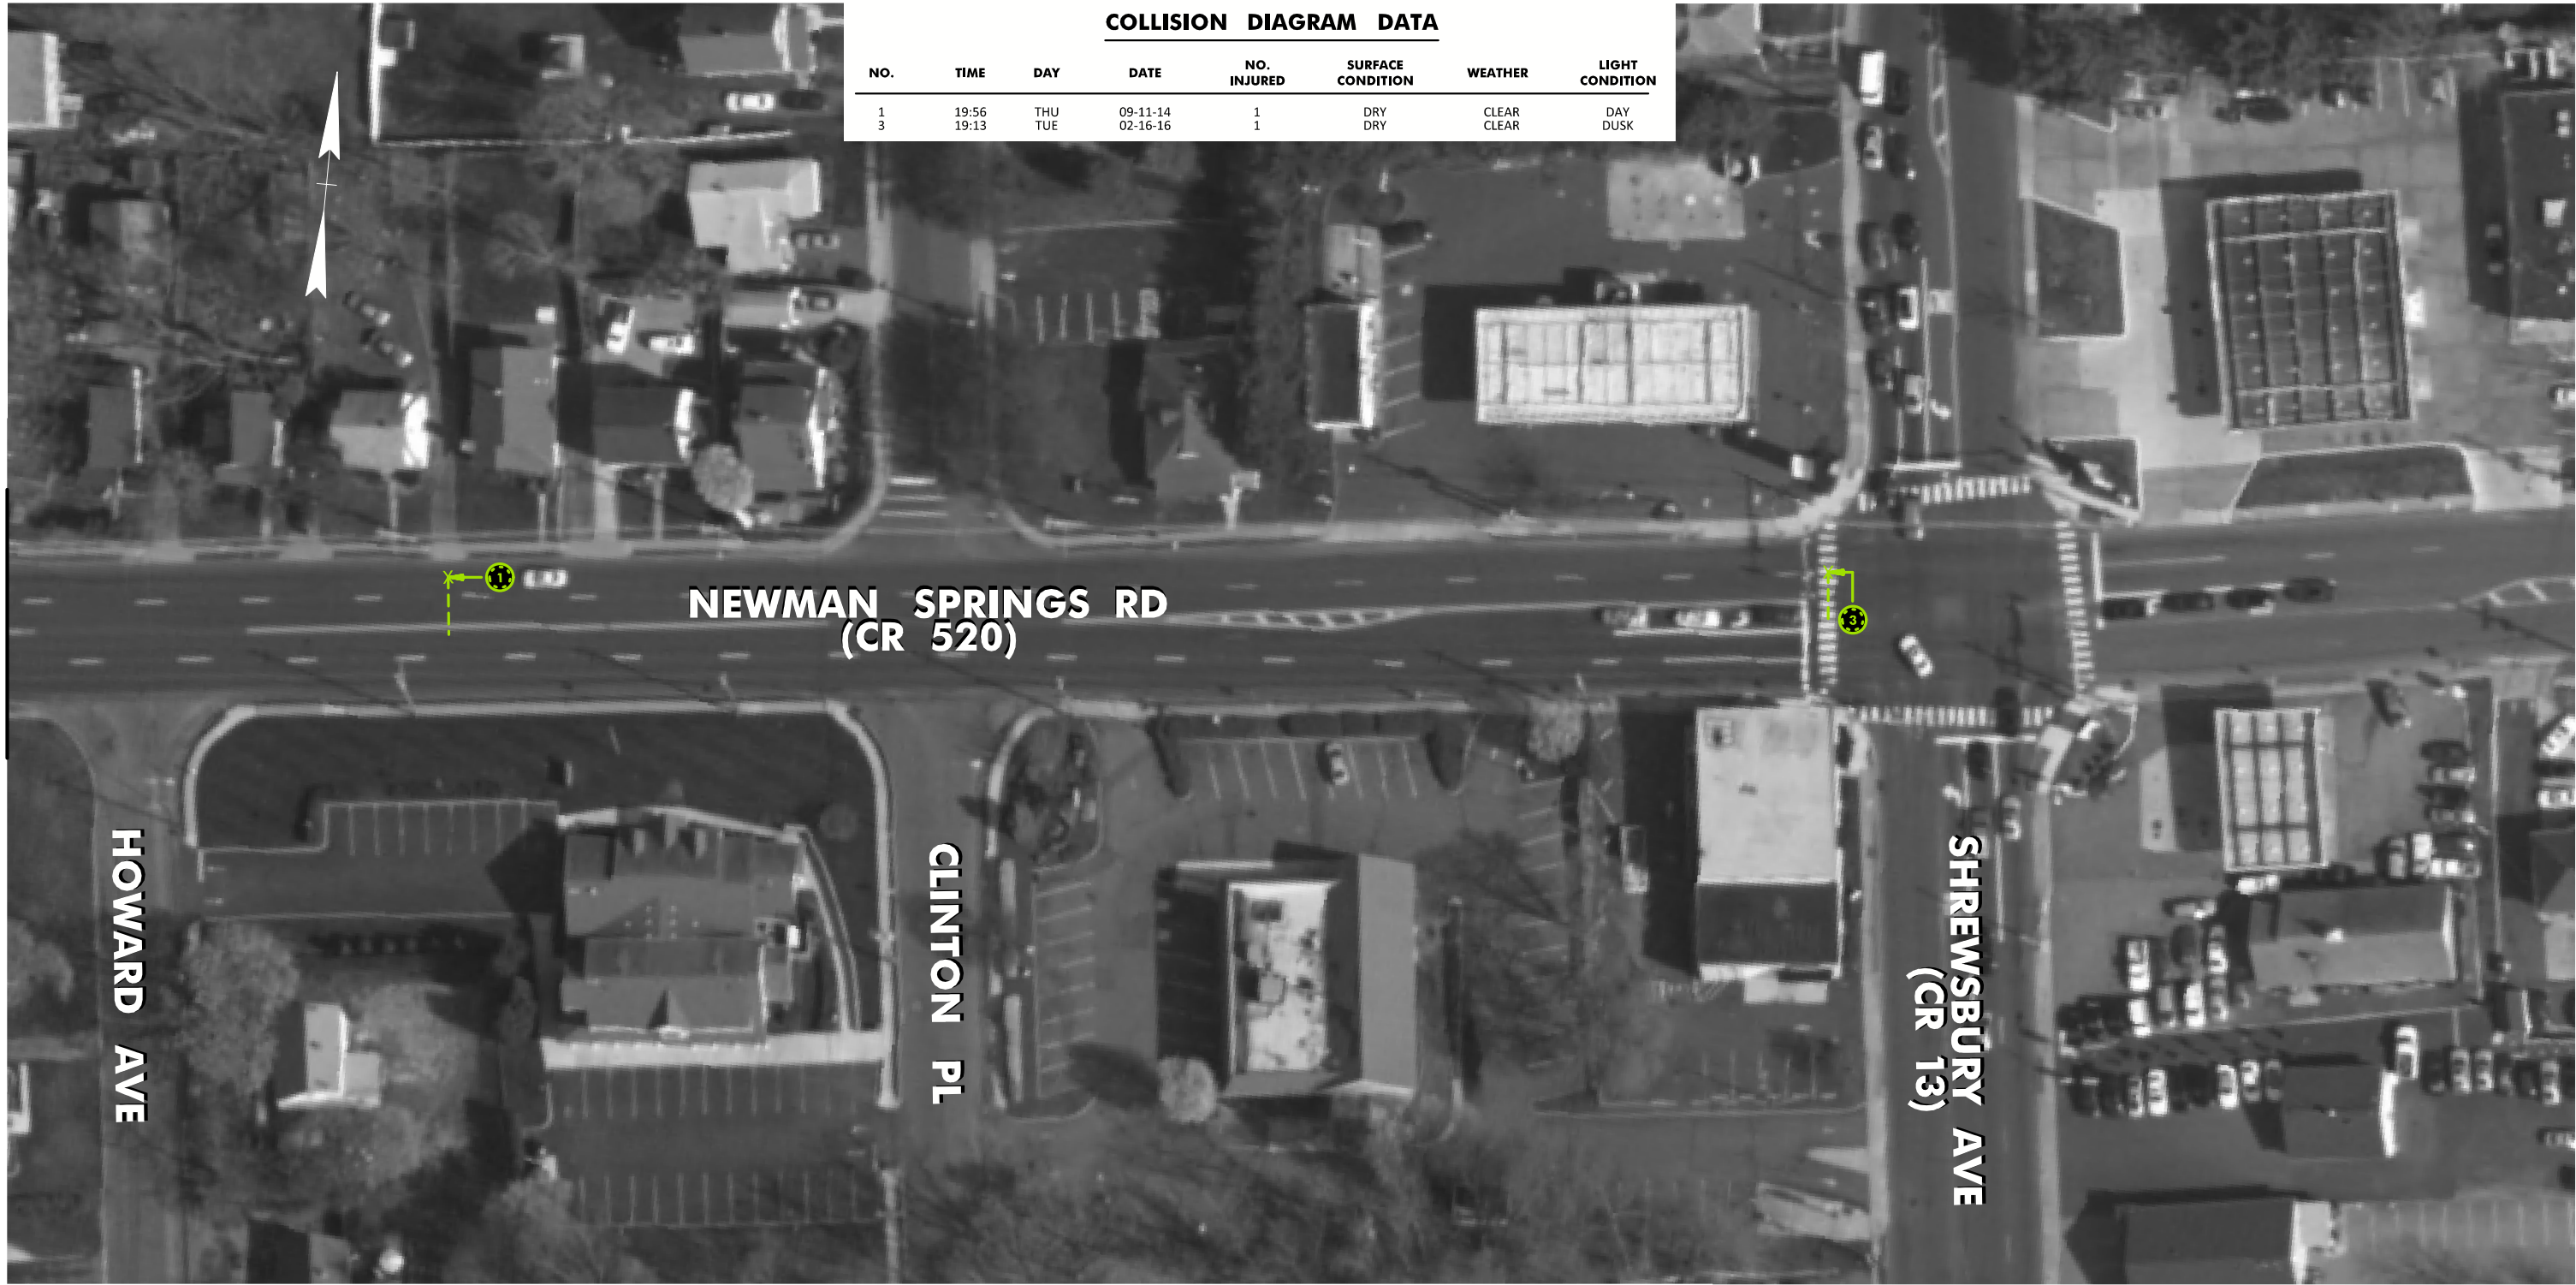 COLLISION DIAGRAM DATA
NO. TIME DAY DATE NO. INJURED SURFACE CONDITION WEATHER LIGHT CONDITION
1 19:56 THU 09-11-14 1 DRY CLEAR DAY
3 19:13 TUE 02-16-16 1 DRY CLEAR DUSK
1
NEWMAN SPRINGS RD
(CR 520)
3
HOWARD AVE
CLINTON PL
SHREWSBURY AVE
(CR 13)